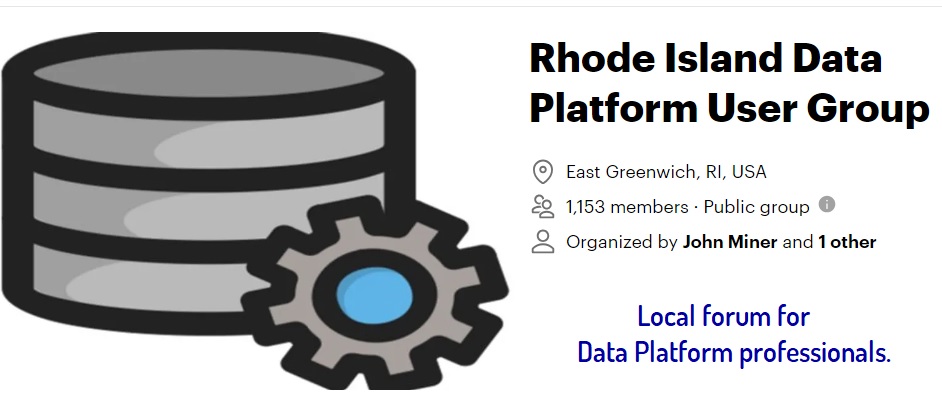 Rhode Island Data
Platform User Group
East Greenwich, RI, USA
1,153 members · Public group
Organized by John Miner and 1 other
Local forum for
Data Platform professionals.